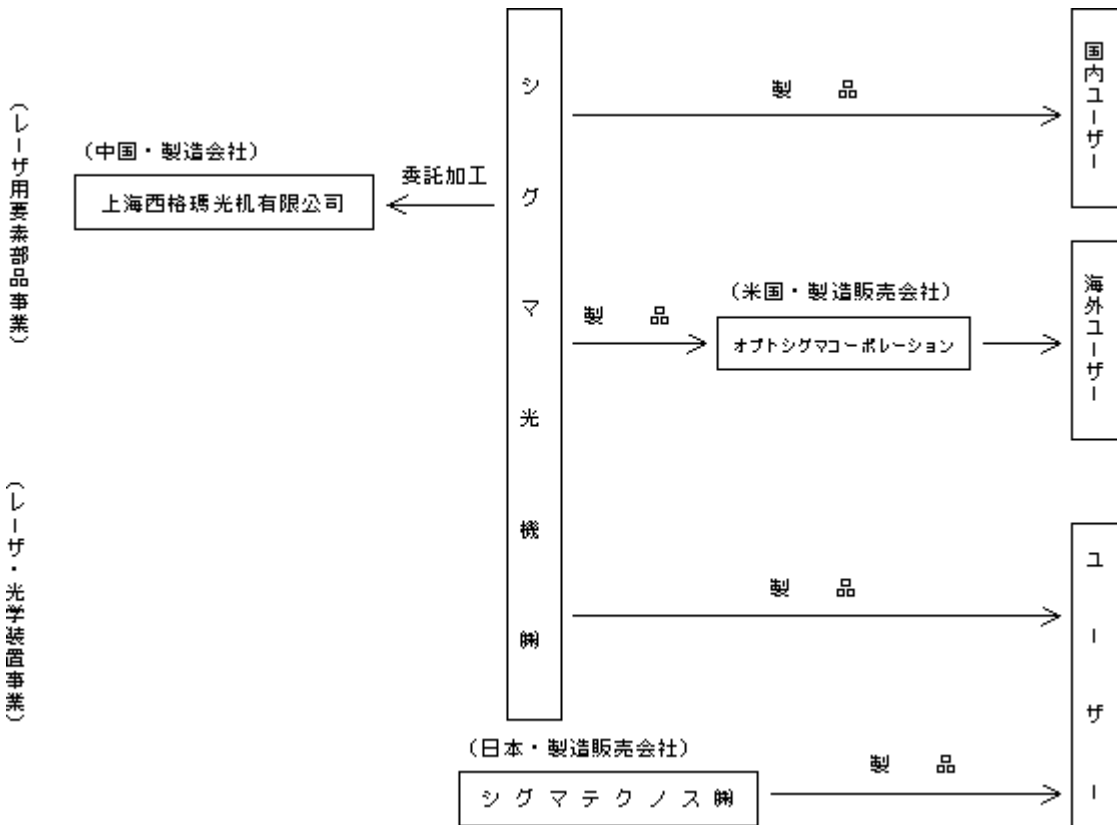 （レーザ用要素部品事業）
（中国・製造会社）
上海西格瑪光机有限公司
委託加工
シグマ光機㈱
製　品
国内ユーザー
製　品
（米国・製造販売会社）
オプトシグマコーポレーション
海外ユーザー
（レーザ・光学装置事業）
製　品
ユーザー
（日本・製造販売会社）
シグマテクノス㈱
製　品